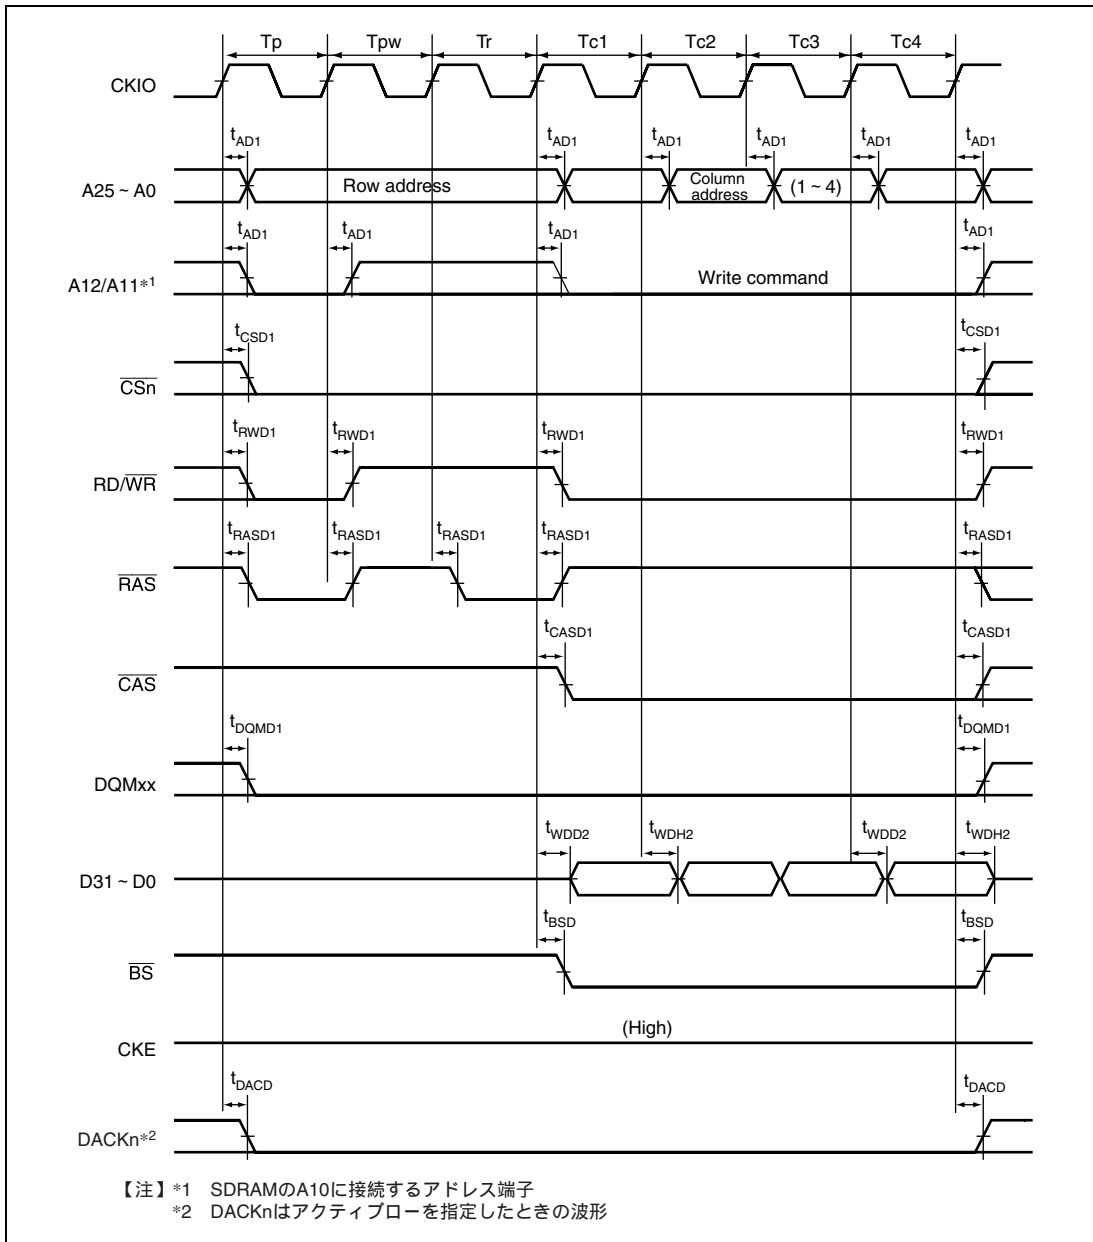 Tp Tpw Tr Tc1 Tc2 Tc3 Tc4
CKIO
tAD1 tAD1 tAD1 tAD1 tAD1 tAD1
A25 ~ A0 Row address Column address (1 ~ 4)
tAD1 tAD1 tAD1 tAD1
A12/A11*1 Write command
tCSD1 tCSD1
CSn
tRWD1 tRWD1 tRWD1 tRWD1
RD/WR
tRASD1 tRASD1 tRASD1 tRASD1 tRASD1
RAS
tCASD1 tCASD1
CAS
tDQMD1 tDQMD1
DQMxx
tWDD2 tWDH2 tWDD2 tWDH2
D31 ~ D0
tBSD tBSD
BS
(High)
CKE
tDACD tDACD
DACKn*2
【注】*1 SDRAMのA10に接続するアドレス端子
*2 DACKnはアクティブローを指定したときの波形